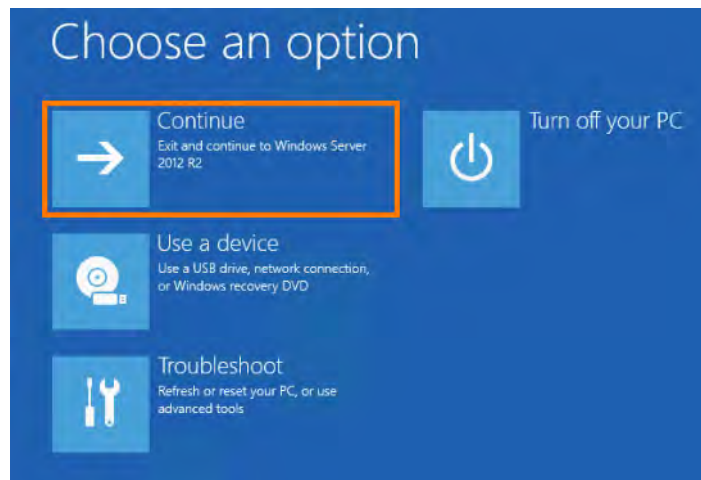 Choose an option
Continue
Exit and continue to Windows Server
2012 R2
Turn off your PC
Use a device
Use a USB drive, network connection,
or Windows recovery DVD
Troubleshoot
Refresh or reset your PC, or use
advanced tools